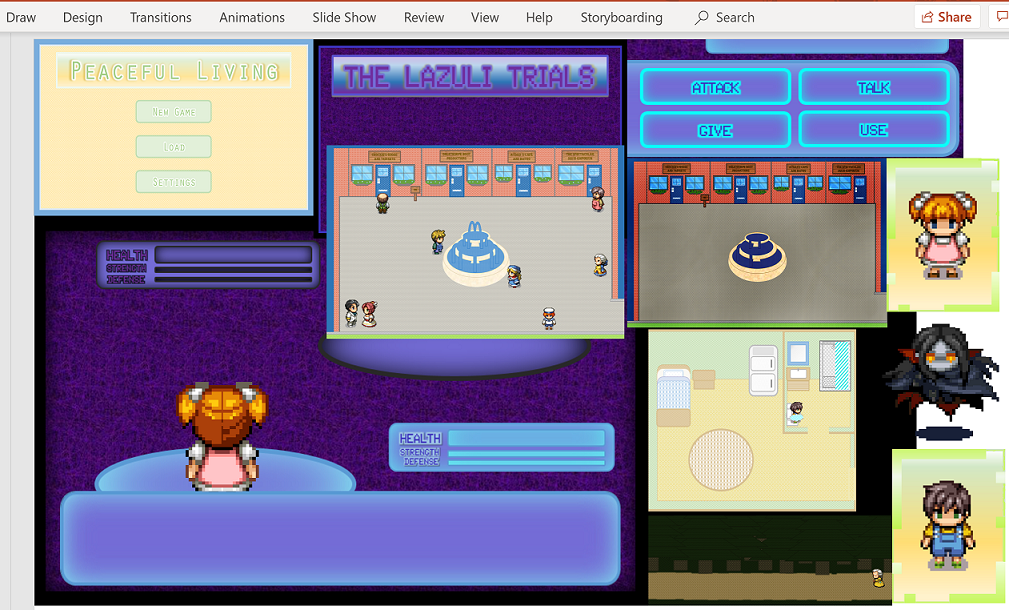 Draw Design Transitions Animations Slide Show Review View Help Storyboarding Search Share
PEACEFUL LIVING
NEW GAME
LOAD
SETTINGS
THE LAZULI TRIALS
ATTACK TALK
GIVE USE
HEALTH
STRENGTH
DEFENSE
HEALTH
STRENGTH
DEFENSE